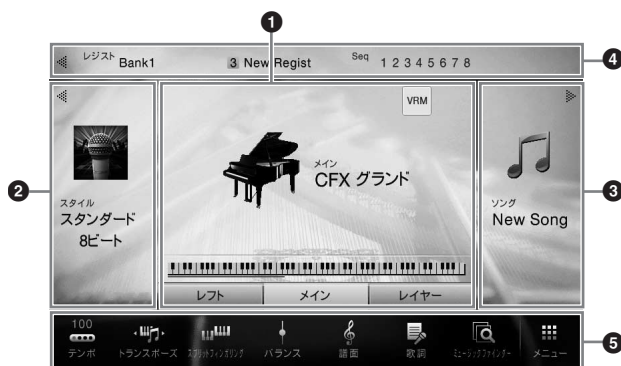 ❶
レジスト Bank1 3 New Regist Seq 1 2 3 4 5 6 7 8 ❹
VRM
メイン
CFX グランド
❷
スタイル
スタンダード
8ビート
❸
ソング
New Song
レフト メイン レイヤー
100
テンポ トランスポーズ スプリット/フィンガリング バランス 譜面 歌詞 ミュージックファインダー メニュー ❺